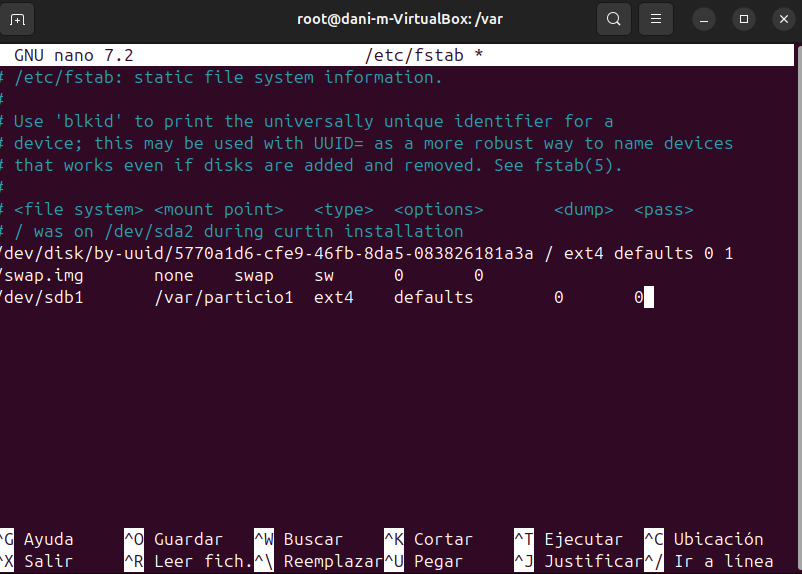 root@dani-m-VirtualBox: /var
GNU nano 7.2 /etc/fstab *
# /etc/fstab: static file system information.
#
# Use 'blkid' to print the universally unique identifier for a
# device; this may be used with UUID= as a more robust way to name devices
# that works even if disks are added and removed. See fstab(5).
#
# <file system> <mount point>   <type>  <options>       <dump>  <pass>
# / was on /dev/sda2 during curtin installation
/dev/disk/by-uuid/5770a1d6-cfe9-46fb-8da5-083826181a3a / ext4 defaults 0 1
/swap.img       none    swap    sw      0       0
/dev/sdb1       /var/particio1  ext4    defaults        0       0
^G Ayuda ^O Guardar ^W Buscar ^K Cortar ^T Ejecutar ^C Ubicación
^X Salir ^R Leer fich. ^\ Reemplazar ^U Pegar ^J Justificar ^/ Ir a línea